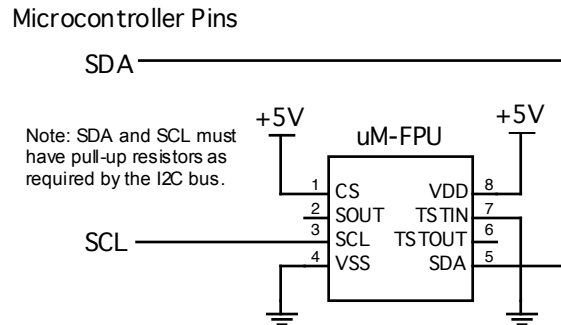 Microcontroller Pins
SDA
+5V
+5V
Note: SDA and SCL must
have pull-up resistors as
required by the I2C bus.
uM-FPU
1 CS VDD 8
2 SOUT TSTIN 7
SCL 3 SCL TSTOUT 6
4 VSS SDA 5